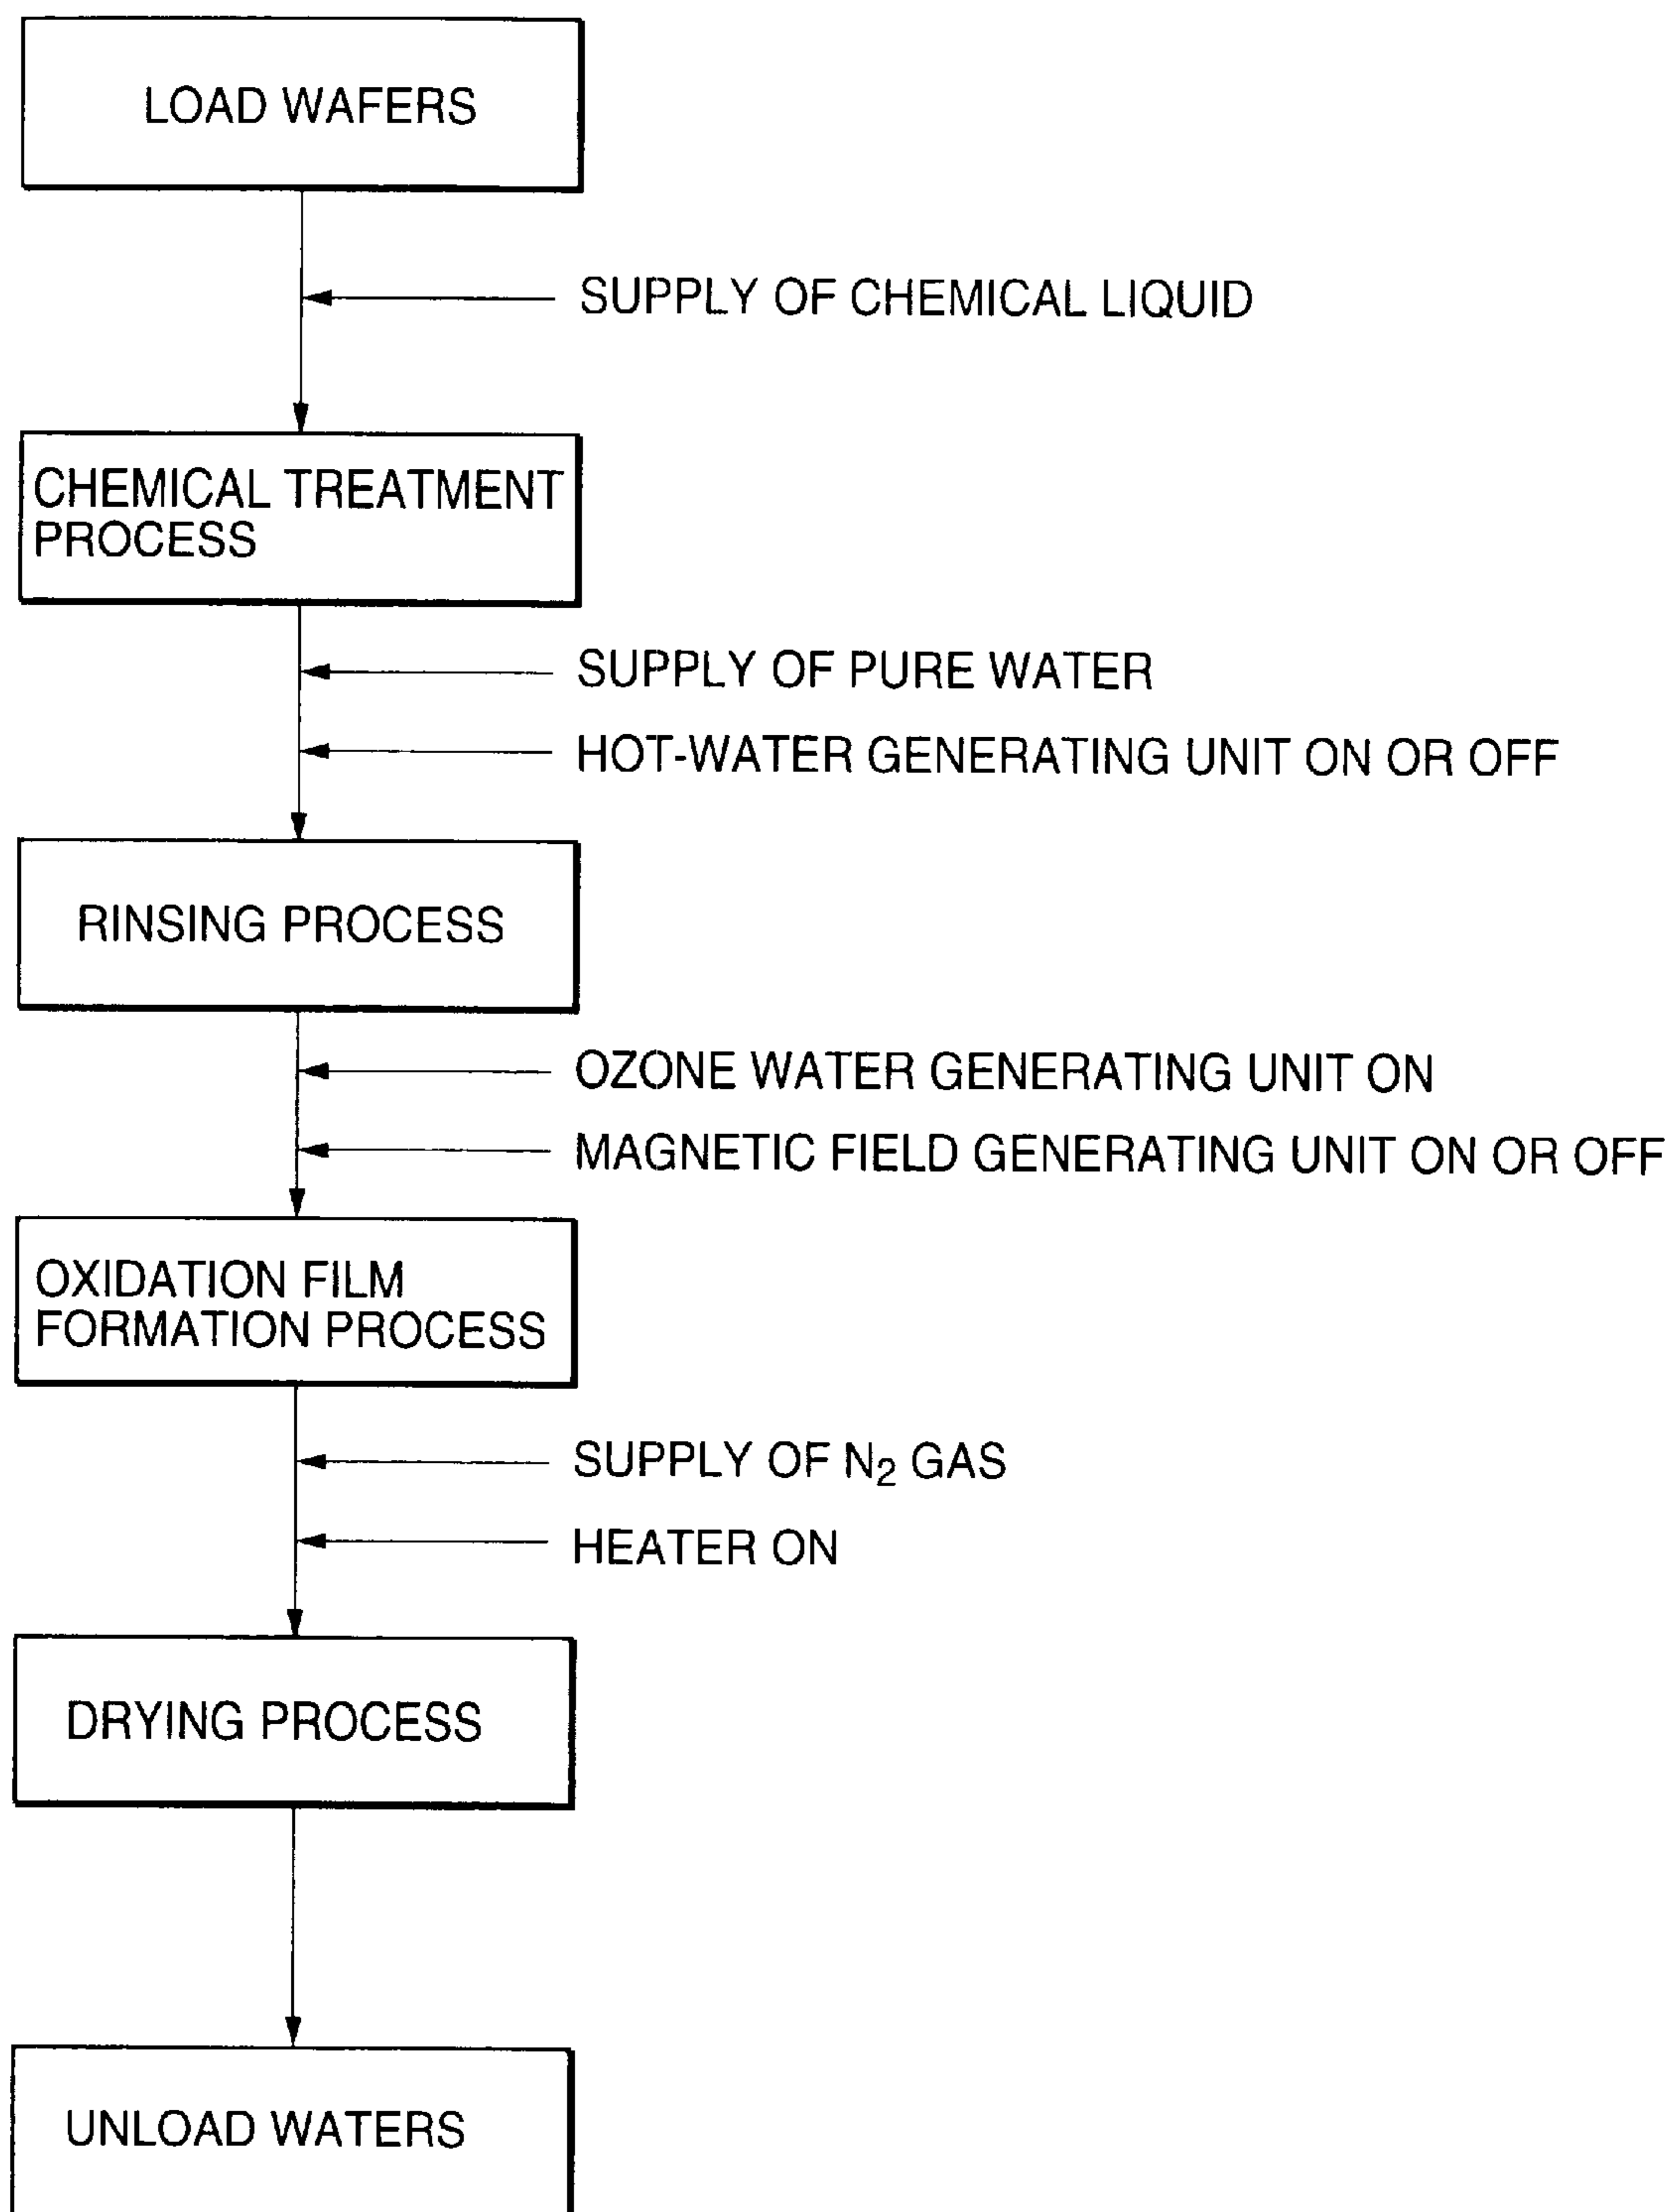 LOAD WAFERS
SUPPLY OF CHEMICAL LIQUID
CHEMICAL TREATMENT
PROCESS
SUPPLY OF PURE WATER
HOT-WATER GENERATING UNIT ON OR OFF
RINSING PROCESS
OZONE WATER GENERATING UNIT ON
MAGNETIC FIELD GENERATING UNIT ON OR OFF
OXIDATION FILM
FORMATION PROCESS
SUPPLY OF N₂ GAS
HEATER ON
DRYING PROCESS
UNLOAD WATERS